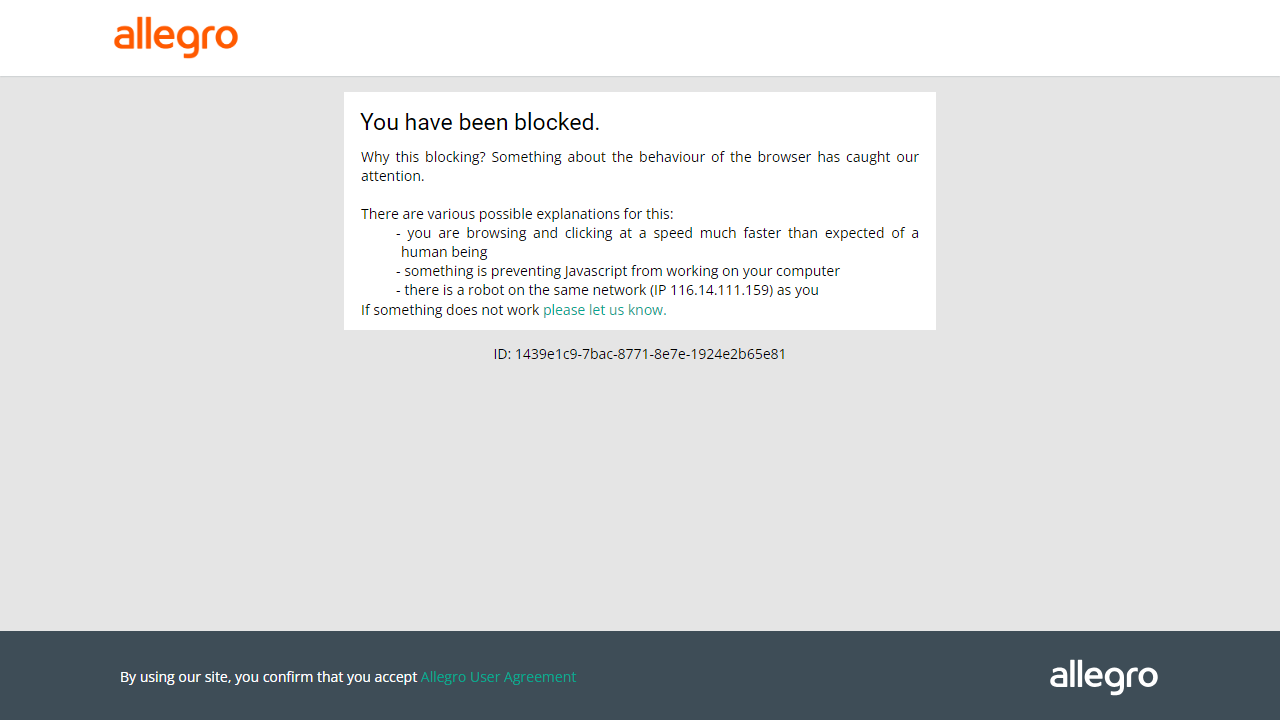 allegro
You have been blocked.
Why this blocking? Something about the behaviour of the browser has caught our
attention.
There are various possible explanations for this:
- you are browsing and clicking at a speed much faster than expected of a
human being
- something is preventing Javascript from working on your computer
- there is a robot on the same network (IP 116.14.111.159) as you
If something does not work please let us know.
ID: 1439e1c9-7bac-8771-8e7e-1924e2b65e81
By using our site, you confirm that you accept Allegro User Agreement
allegro